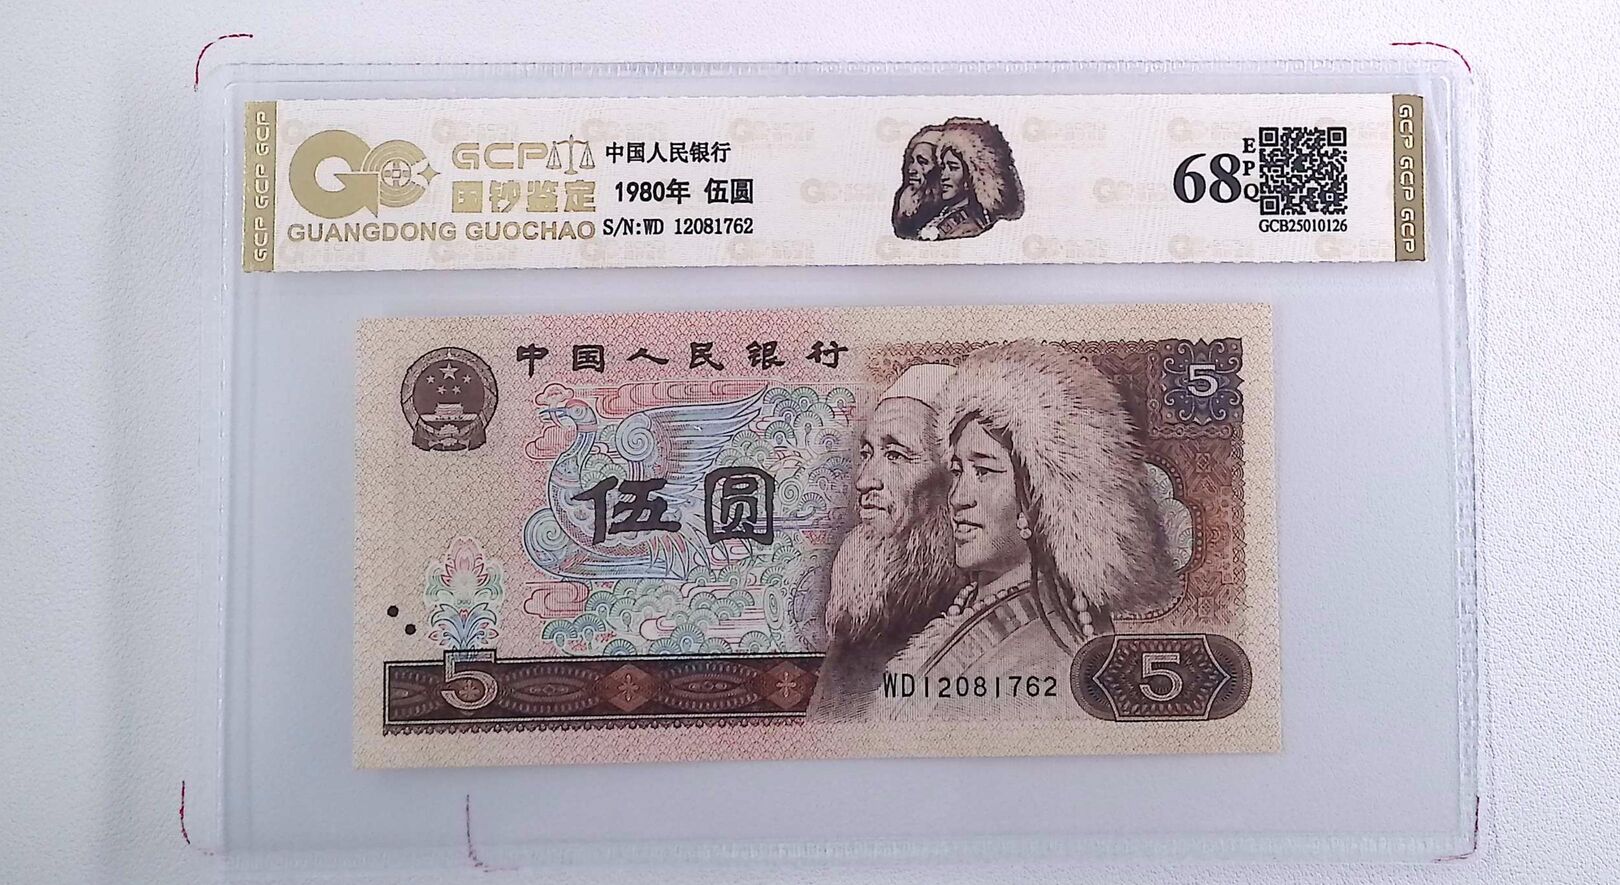 GCP GCP GCP
GCP
国钞鉴定
GUANGDONG GUOCHAO
中国人民银行
1980年 伍圆
S/N:WD 12081762
68
EPQ
GCB25010126
GCP GCP GCP
中国人民银行
5
伍圆
5
WD12081762
5